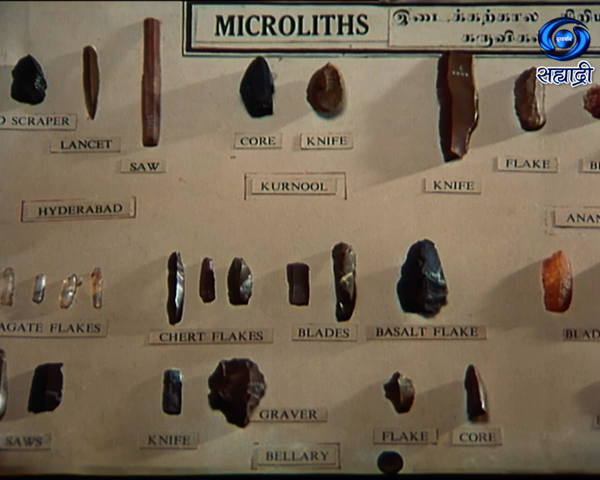 MICROLITHS
இடைக்கற்கால
கருவிகள்
सह्याद्री
SCRAPER
LANCET
SAW
CORE
KNIFE
KNIFE
FLAKE
HYDERABAD
KURNOOL
AGATE FLAKES
CHERT FLAKES
BLADES
BASALT FLAKE
SAWS
KNIFE
GRAVER
FLAKE
CORE
BELLARY